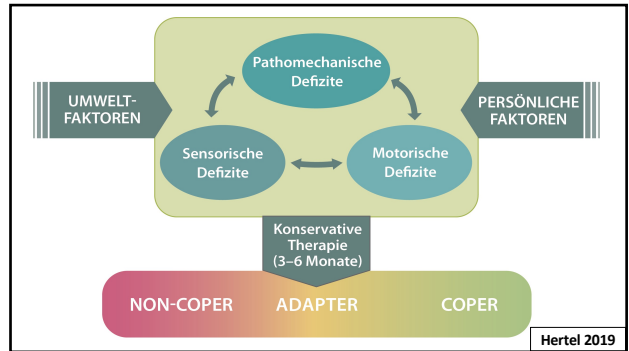 Pathomechanische
Defizite
UMWELT-
FAKTOREN
PERSÖNLICHE
FAKTOREN
Sensorische
Defizite
Motorische
Defizite
Konservative
Therapie
(3–6 Monate)
NON-COPER
ADAPTER
COPER
Hertel 2019